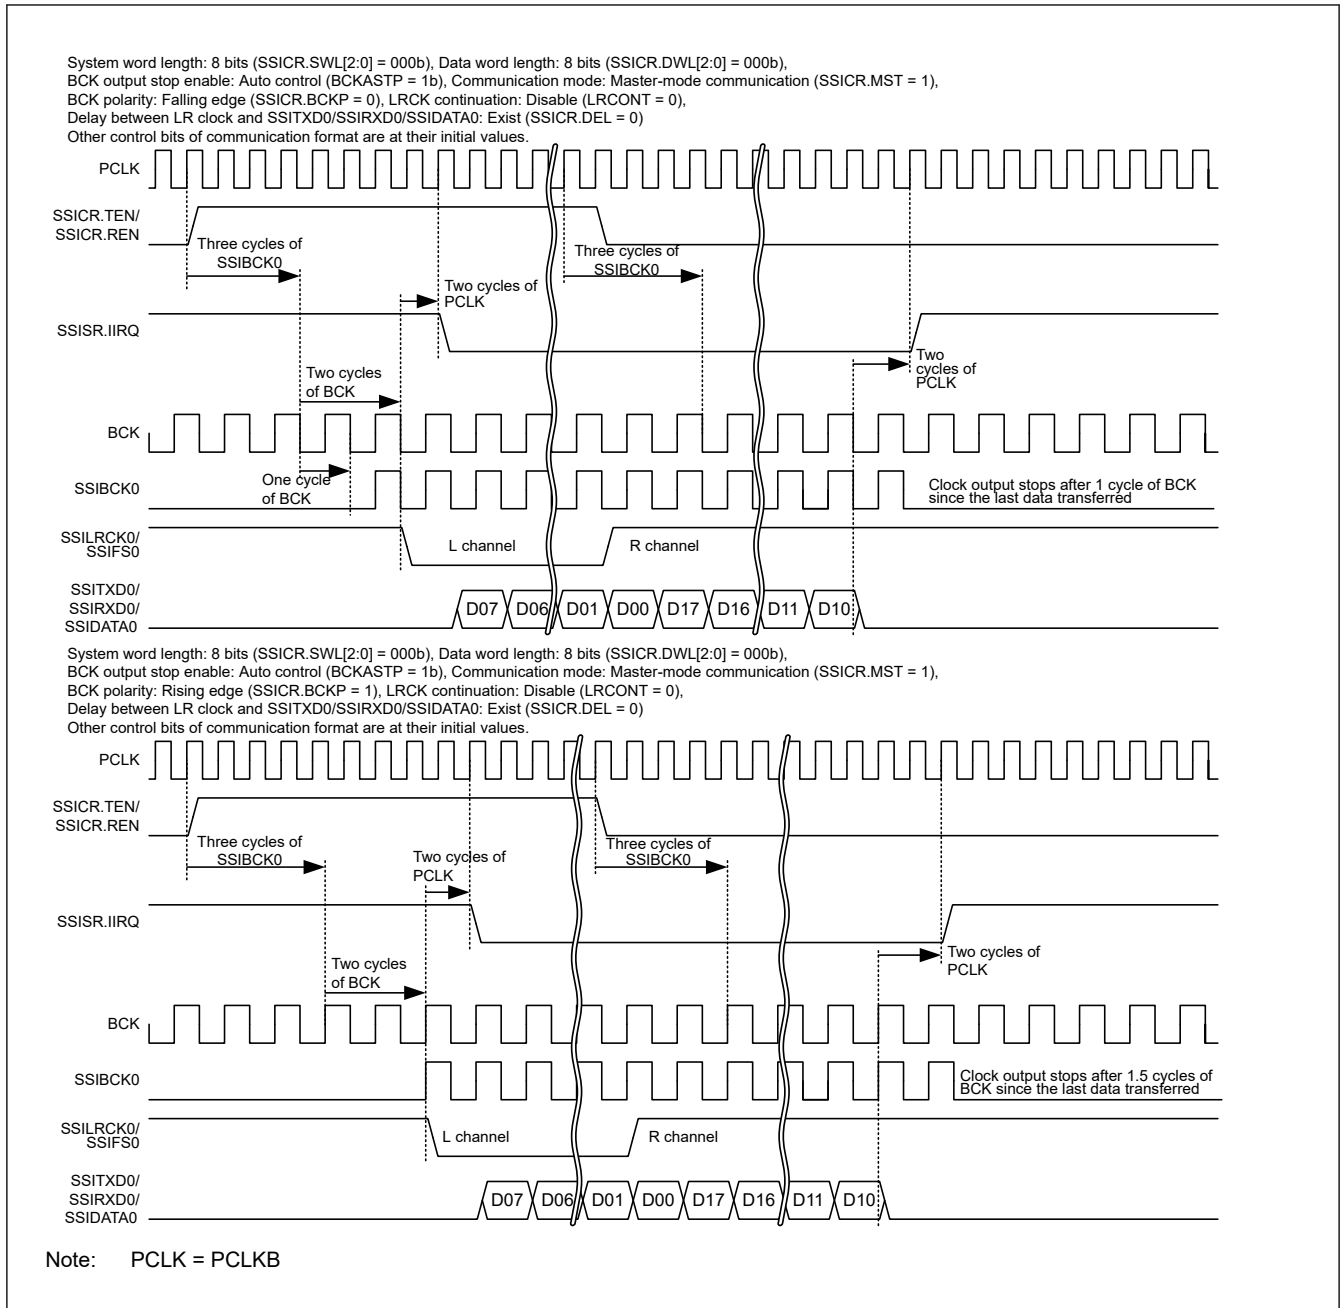 System word length: 8 bits (SSICR.SWL[2:0] = 000b), Data word length: 8 bits (SSICR.DWL[2:0] = 000b),
BCK output stop enable: Auto control (BCKASTP = 1b), Communication mode: Master-mode communication (SSICR.MST = 1),
BCK polarity: Falling edge (SSICR.BCKP = 0), LRCK continuation: Disable (LRCONT = 0),
Delay between LR clock and SSITXD0/SSIRXD0/SSIDATA0: Exist (SSICR.DEL = 0)
Other control bits of communication format are at their initial values.
PCLK
SSICR.TEN/
SSICR.REN
Three cycles of
SSIBCK0
Three cycles of
SSIBCK0
Two cycles of
PCLK
SSISR.IIRQ
Two
cycles of
PCLK
Two cycles
of BCK
BCK
One cycle
of BCK
SSIBCK0
Clock output stops after 1 cycle of BCK
since the last data transferred
SSILRCK0/
SSIFS0
L channel
R channel
SSITXD0/
SSIRXD0/
SSIDATA0
D07 D06 D01 D00 D17 D16 D11 D10
System word length: 8 bits (SSICR.SWL[2:0] = 000b), Data word length: 8 bits (SSICR.DWL[2:0] = 000b),
BCK output stop enable: Auto control (BCKASTP = 1b), Communication mode: Master-mode communication (SSICR.MST = 1),
BCK polarity: Rising edge (SSICR.BCKP = 1), LRCK continuation: Disable (LRCONT = 0),
Delay between LR clock and SSITXD0/SSIRXD0/SSIDATA0: Exist (SSICR.DEL = 0)
Other control bits of communication format are at their initial values.
PCLK
SSICR.TEN/
SSICR.REN
Three cycles of
SSIBCK0
Two cycles of
PCLK
Three cycles of
SSIBCK0
SSISR.IIRQ
Two cycles of
PCLK
Two cycles
of BCK
BCK
SSIBCK0
Clock output stops after 1.5 cycles of
BCK since the last data transferred
SSILRCK0/
SSIFS0
L channel
R channel
SSITXD0/
SSIRXD0/
SSIDATA0
D07 D06 D01 D00 D17 D16 D11 D10
Note: PCLK = PCLKB